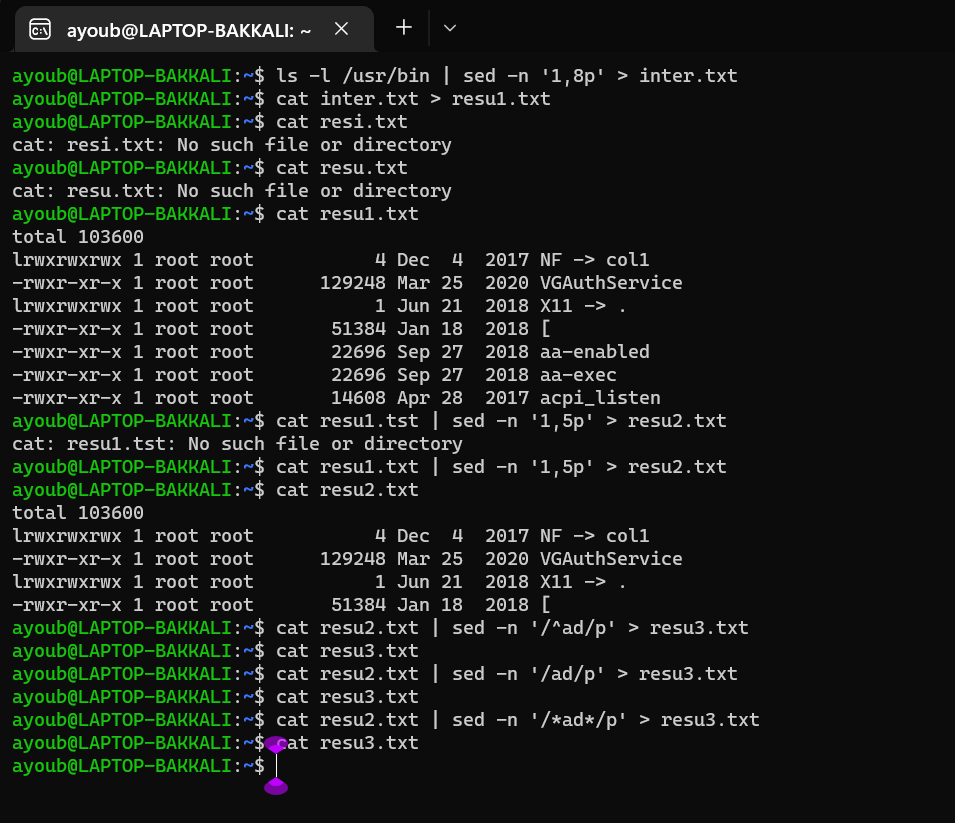 ayoub@LAPTOP-BAKKALI: ~
ayoub@LAPTOP-BAKKALI:~$ ls -l /usr/bin | sed -n '1,8p' > inter.txt
ayoub@LAPTOP-BAKKALI:~$ cat inter.txt > resu1.txt
ayoub@LAPTOP-BAKKALI:~$ cat resi.txt
cat: resi.txt: No such file or directory
ayoub@LAPTOP-BAKKALI:~$ cat resu.txt
cat: resu.txt: No such file or directory
ayoub@LAPTOP-BAKKALI:~$ cat resu1.txt
total 103600
lrwxrwxrwx 1 root root           4 Dec  4  2017 NF -> col1
-rwxr-xr-x 1 root root      129248 Mar 25  2020 VGAuthService
lrwxrwxrwx 1 root root           1 Jun 21  2018 X11 -> .
-rwxr-xr-x 1 root root       51384 Jan 18  2018 [
-rwxr-xr-x 1 root root       22696 Sep 27  2018 aa-enabled
-rwxr-xr-x 1 root root       22696 Sep 27  2018 aa-exec
-rwxr-xr-x 1 root root       14608 Apr 28  2017 acpi_listen
ayoub@LAPTOP-BAKKALI:~$ cat resu1.tst | sed -n '1,5p' > resu2.txt
cat: resu1.tst: No such file or directory
ayoub@LAPTOP-BAKKALI:~$ cat resu1.txt | sed -n '1,5p' > resu2.txt
ayoub@LAPTOP-BAKKALI:~$ cat resu2.txt
total 103600
lrwxrwxrwx 1 root root           4 Dec  4  2017 NF -> col1
-rwxr-xr-x 1 root root      129248 Mar 25  2020 VGAuthService
lrwxrwxrwx 1 root root           1 Jun 21  2018 X11 -> .
-rwxr-xr-x 1 root root       51384 Jan 18  2018 [
ayoub@LAPTOP-BAKKALI:~$ cat resu2.txt | sed -n '/^ad/p' > resu3.txt
ayoub@LAPTOP-BAKKALI:~$ cat resu3.txt
ayoub@LAPTOP-BAKKALI:~$ cat resu2.txt | sed -n '/ad/p' > resu3.txt
ayoub@LAPTOP-BAKKALI:~$ cat resu3.txt
ayoub@LAPTOP-BAKKALI:~$ cat resu2.txt | sed -n '/*ad*/p' > resu3.txt
ayoub@LAPTOP-BAKKALI:~$ cat resu3.txt
ayoub@LAPTOP-BAKKALI:~$